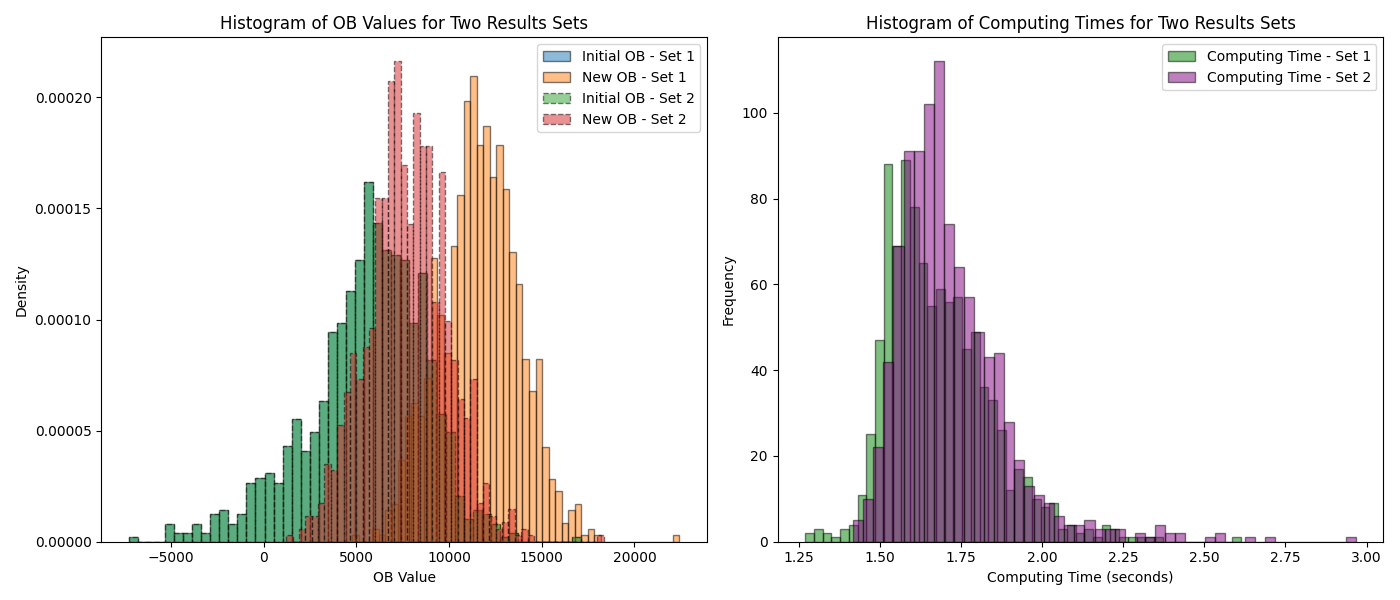 Histogram of OB Values for Two Results Sets
Initial OB - Set 1
New OB - Set 1
Initial OB - Set 2
New OB - Set 2
Density
0.00020
0.00015
0.00010
0.00005
0.00000
−5000
0
5000
10000
15000
20000
OB Value
Histogram of Computing Times for Two Results Sets
Computing Time - Set 1
Computing Time - Set 2
Frequency
100
80
60
40
20
0
1.25
1.50
1.75
2.00
2.25
2.50
2.75
3.00
Computing Time (seconds)